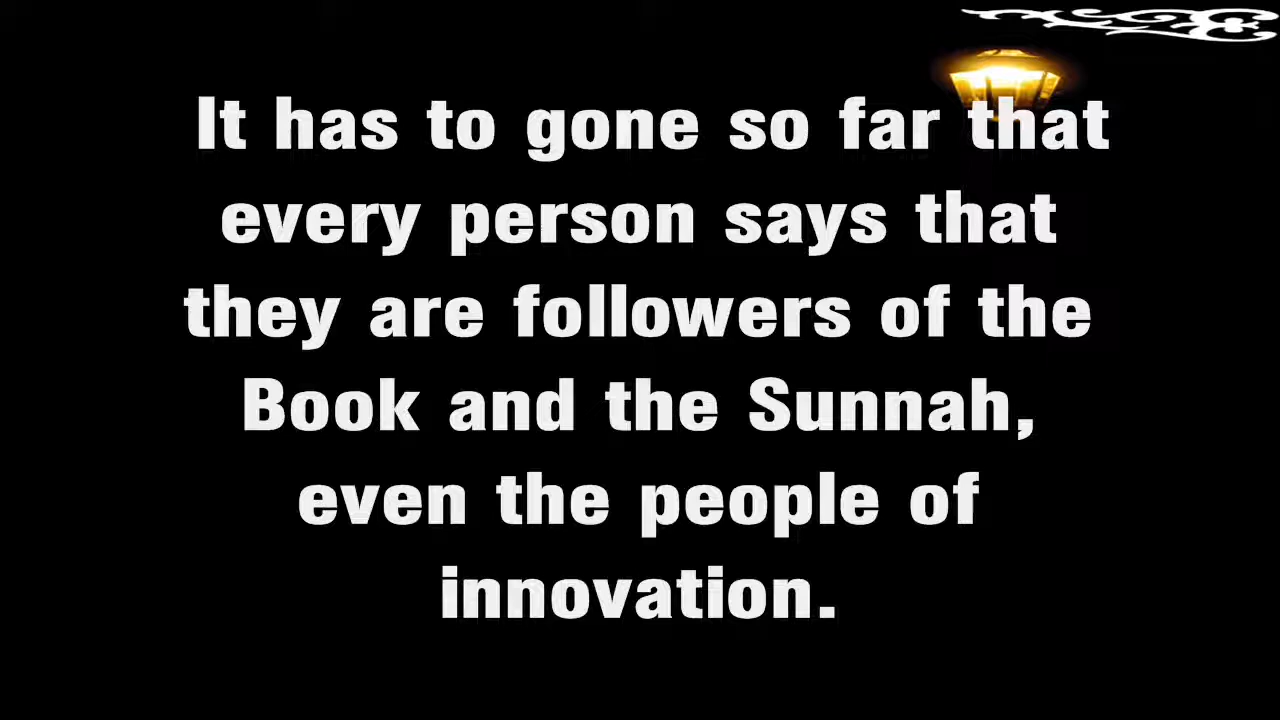 It has to gone so far that
every person says that
they are followers of the
Book and the Sunnah,
even the people of
innovation.